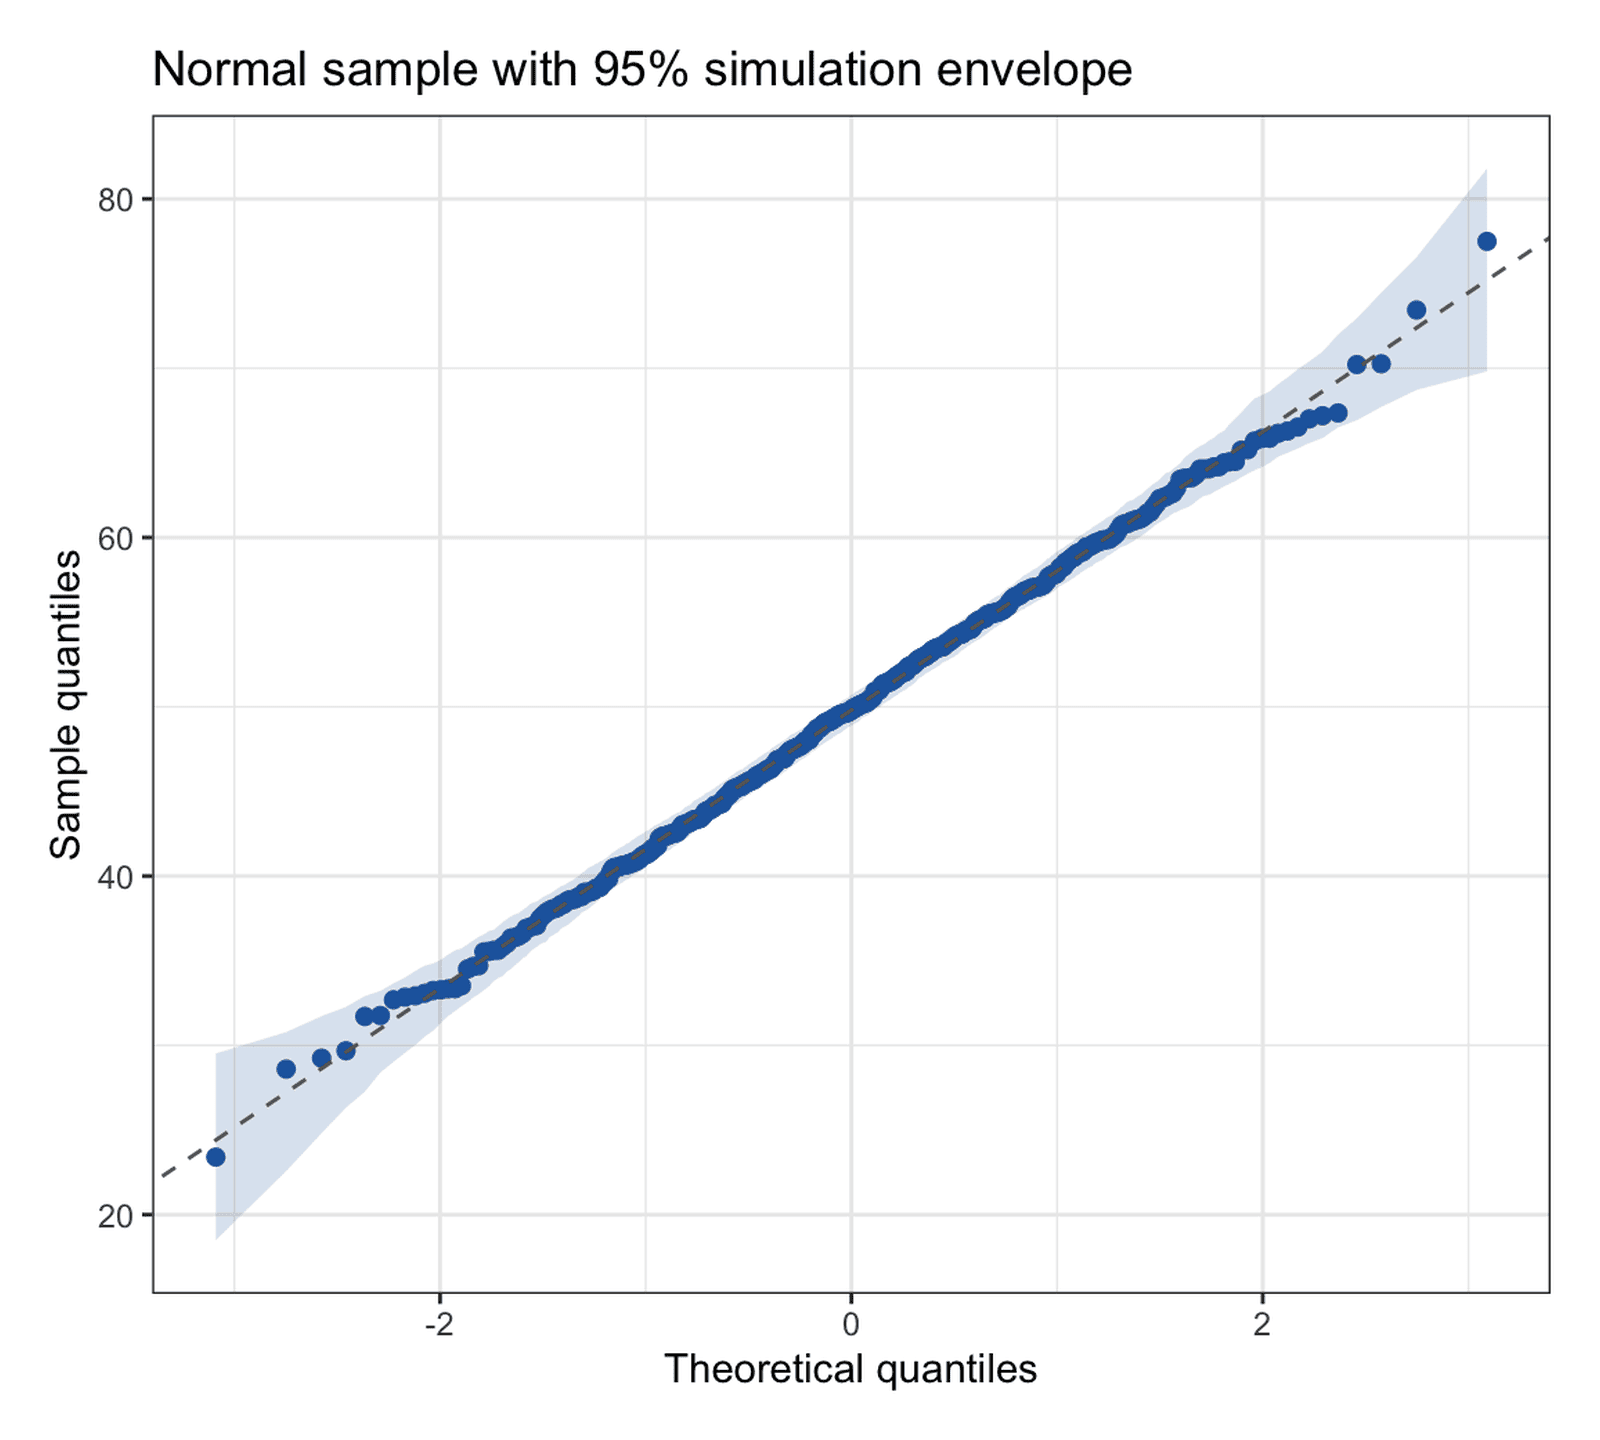 Normal sample with 95% simulation envelope
80
60
40
20
Sample quantiles
-2
0
2
Theoretical quantiles